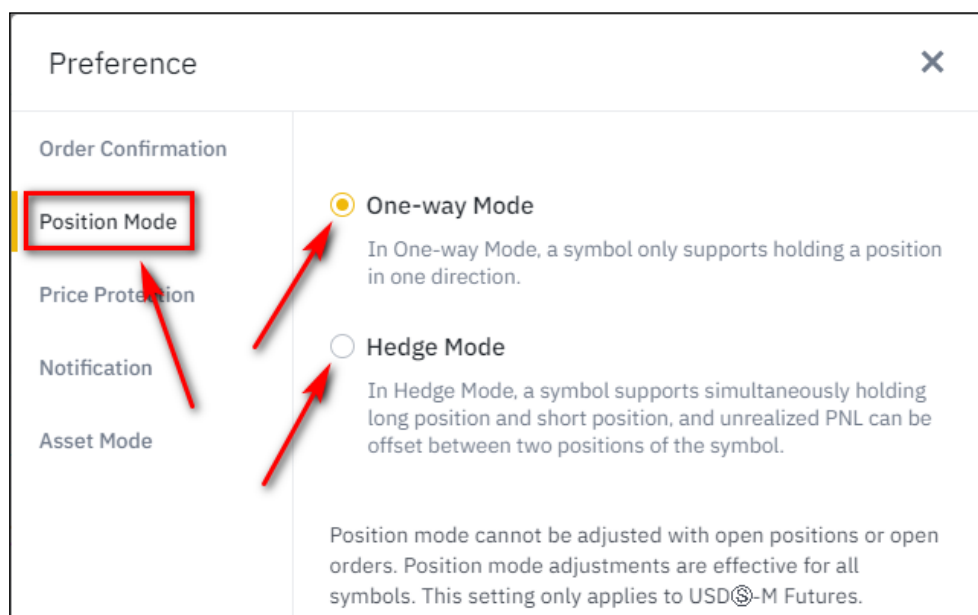 Preference
Order Confirmation
Position Mode
Price Protection
Notification
Asset Mode
One-way Mode
In One-way Mode, a symbol only supports holding a position
in one direction.
Hedge Mode
In Hedge Mode, a symbol supports simultaneously holding
long position and short position, and unrealized PNL can be
offset between two positions of the symbol.
Position mode cannot be adjusted with open positions or open
orders. Position mode adjustments are effective for all
symbols. This setting only applies to USDⓈ-M Futures.